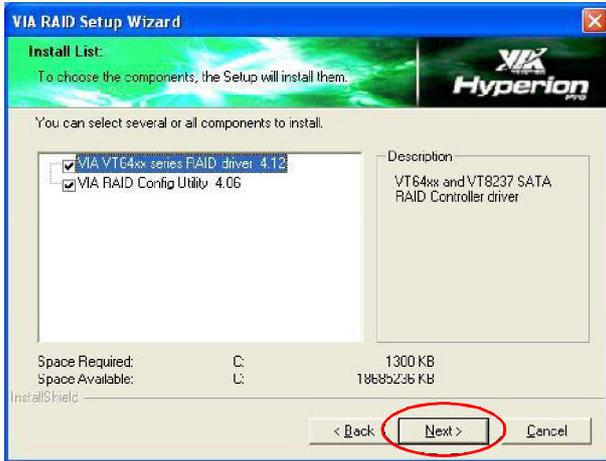 VIA RAID Setup Wizard
Install List:
To choose the components, the Setup will install them.
VIA
Hyperion
PRO
You can select several or all components to install.
VIA VT64xx series RAID driver 4.12
VIA RAID Config Utility 4.06
Description
VT64xx and VT8237 SATA
RAID Controller driver
Space Required: C: 1300 KB
Space Available: C: 18685236 KB
InstallShield
< Back
Next >
Cancel